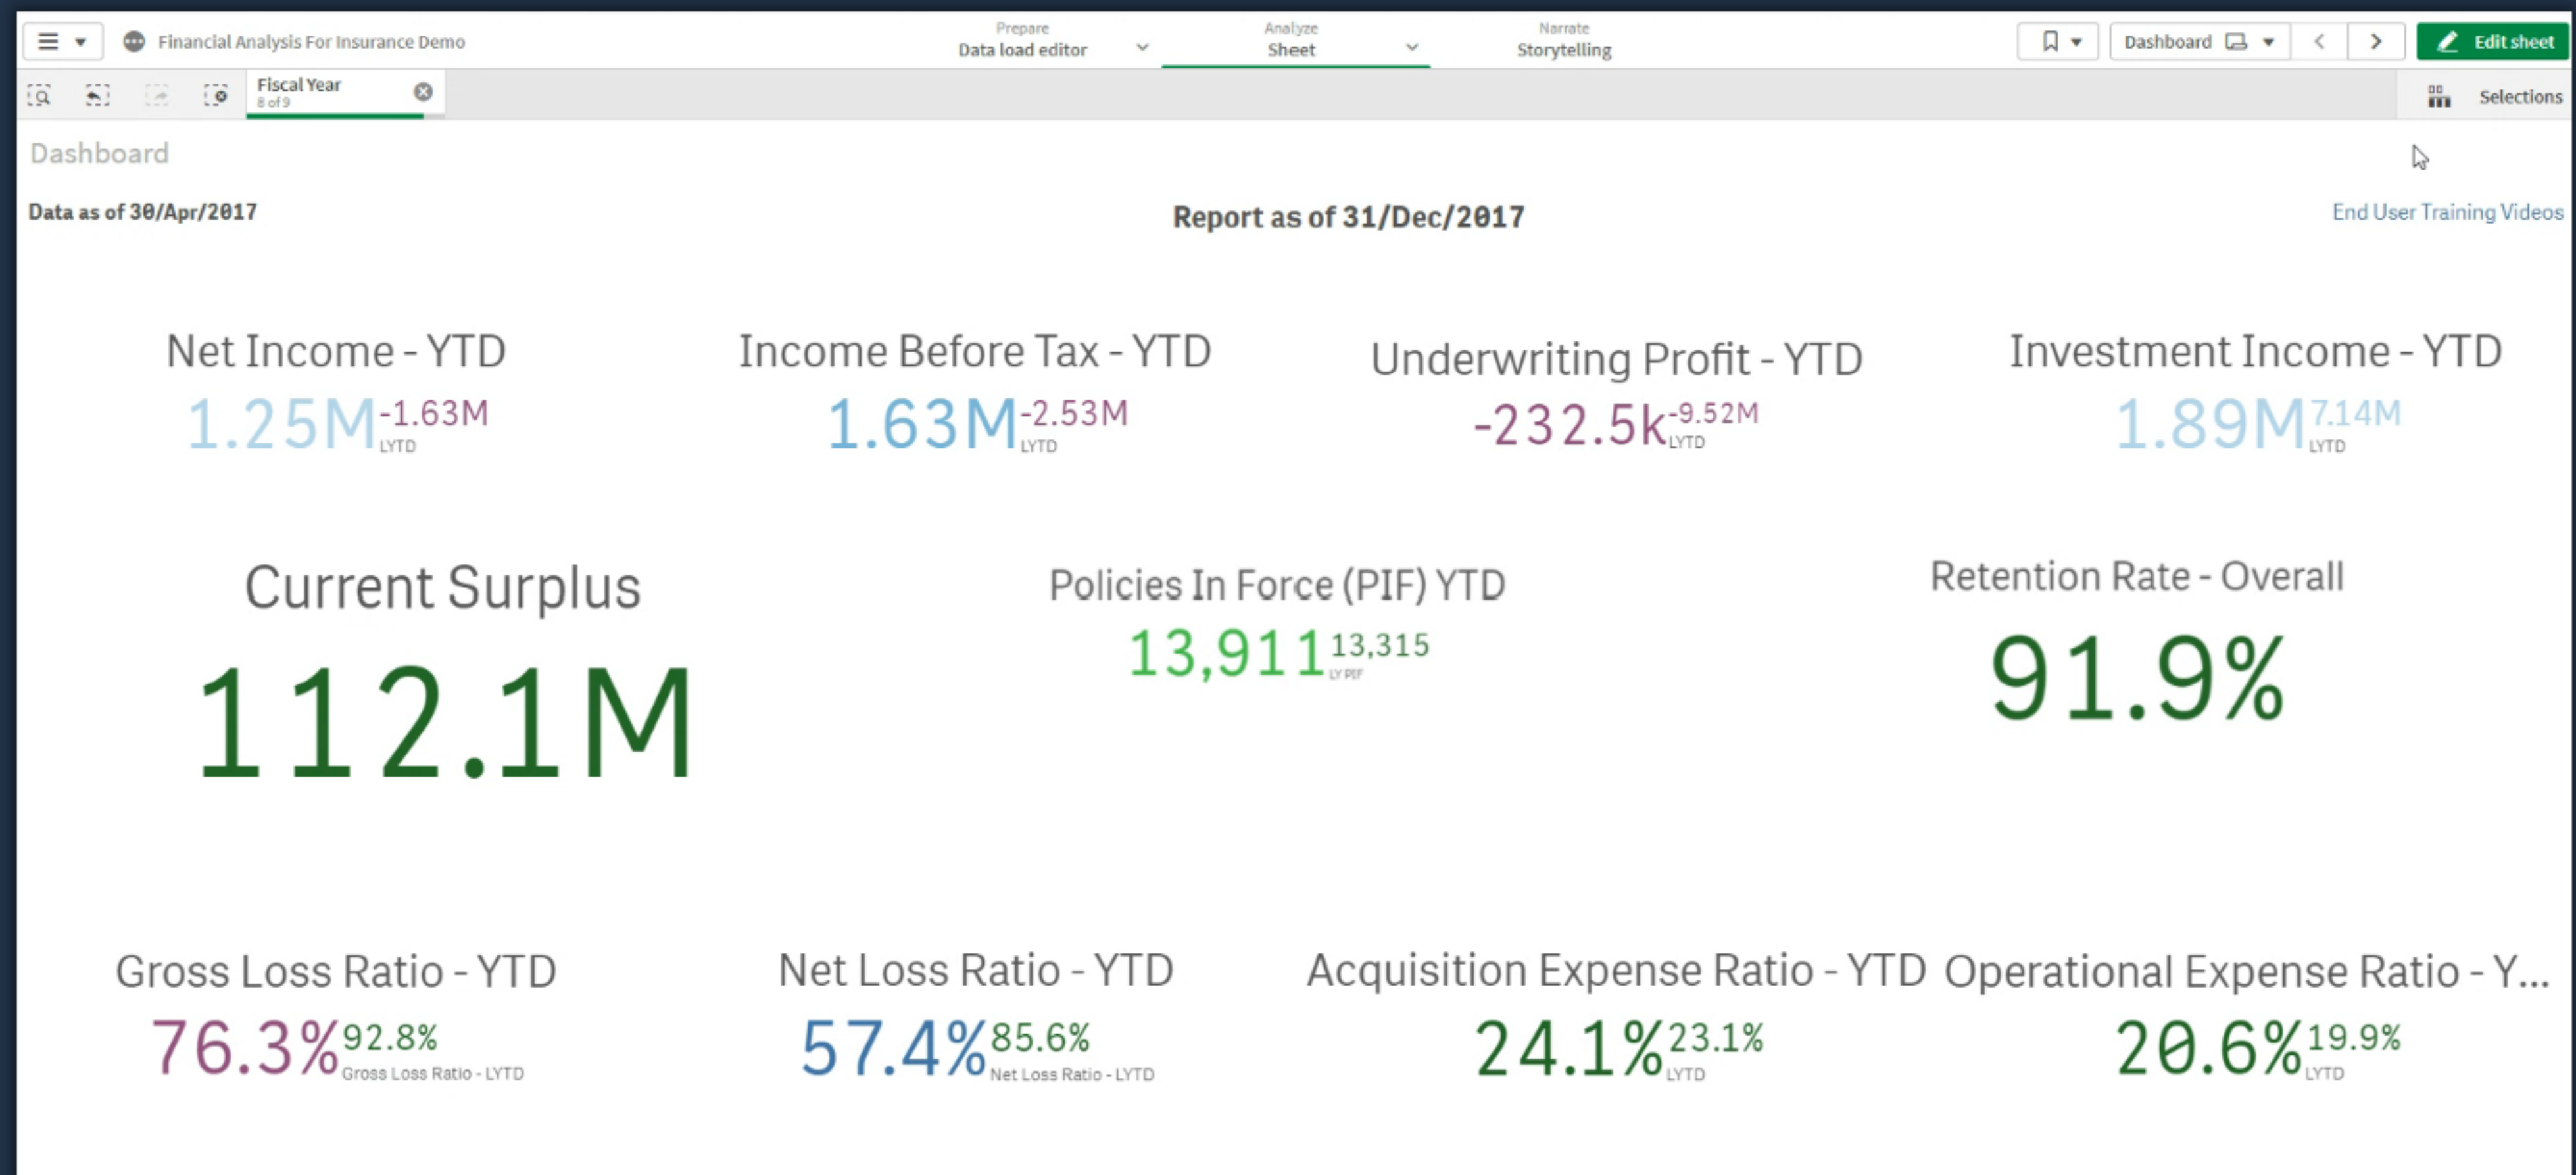 Financial Analysis For Insurance Demo
Prepare
Data load editor
Analyze
Sheet
Narrate
Storytelling
Dashboard
Edit sheet
Fiscal Year
8 of 9
Selections
Dashboard
Data as of 30/Apr/2017
Report as of 31/Dec/2017
End User Training Videos
Net Income - YTD
1.25M -1.63M
LYTD
Income Before Tax - YTD
1.63M -2.53M
LYTD
Underwriting Profit - YTD
-232.5k -9.52M
LYTD
Investment Income - YTD
1.89M 7.14M
LYTD
Current Surplus
112.1M
Policies In Force (PIF) YTD
13,911 13,315
LY PIF
Retention Rate - Overall
91.9%
Gross Loss Ratio - YTD
76.3% 92.8%
Gross Loss Ratio - LYTD
Net Loss Ratio - YTD
57.4% 85.6%
Net Loss Ratio - LYTD
Acquisition Expense Ratio - YTD
24.1% 23.1%
LYTD
Operational Expense Ratio - Y...
20.6% 19.9%
LYTD